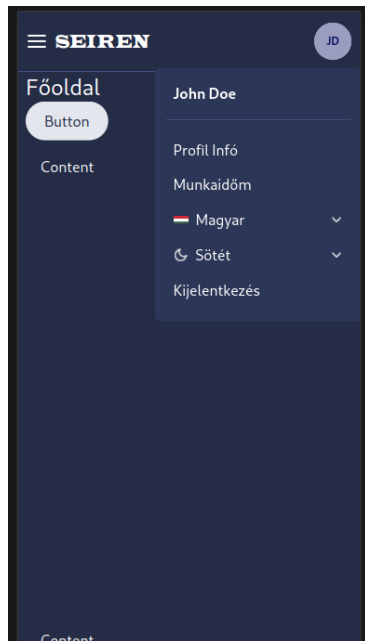 SEIREN
JD
Főoldal
Button
Content
John Doe
Profil Infó
Munkaidőm
Magyar
Sötét
Kijelentkezés
Content